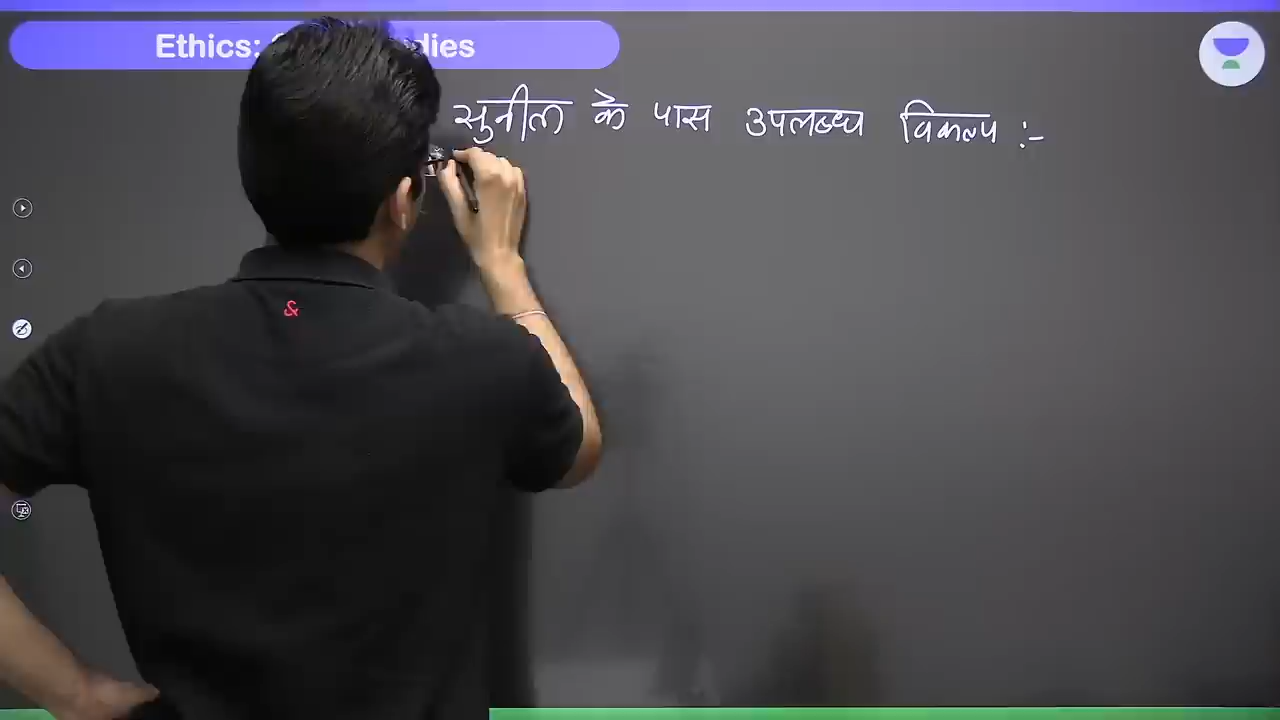 Ethics: dies
सुनील के पास उपलब्ध विकल्प :-
&